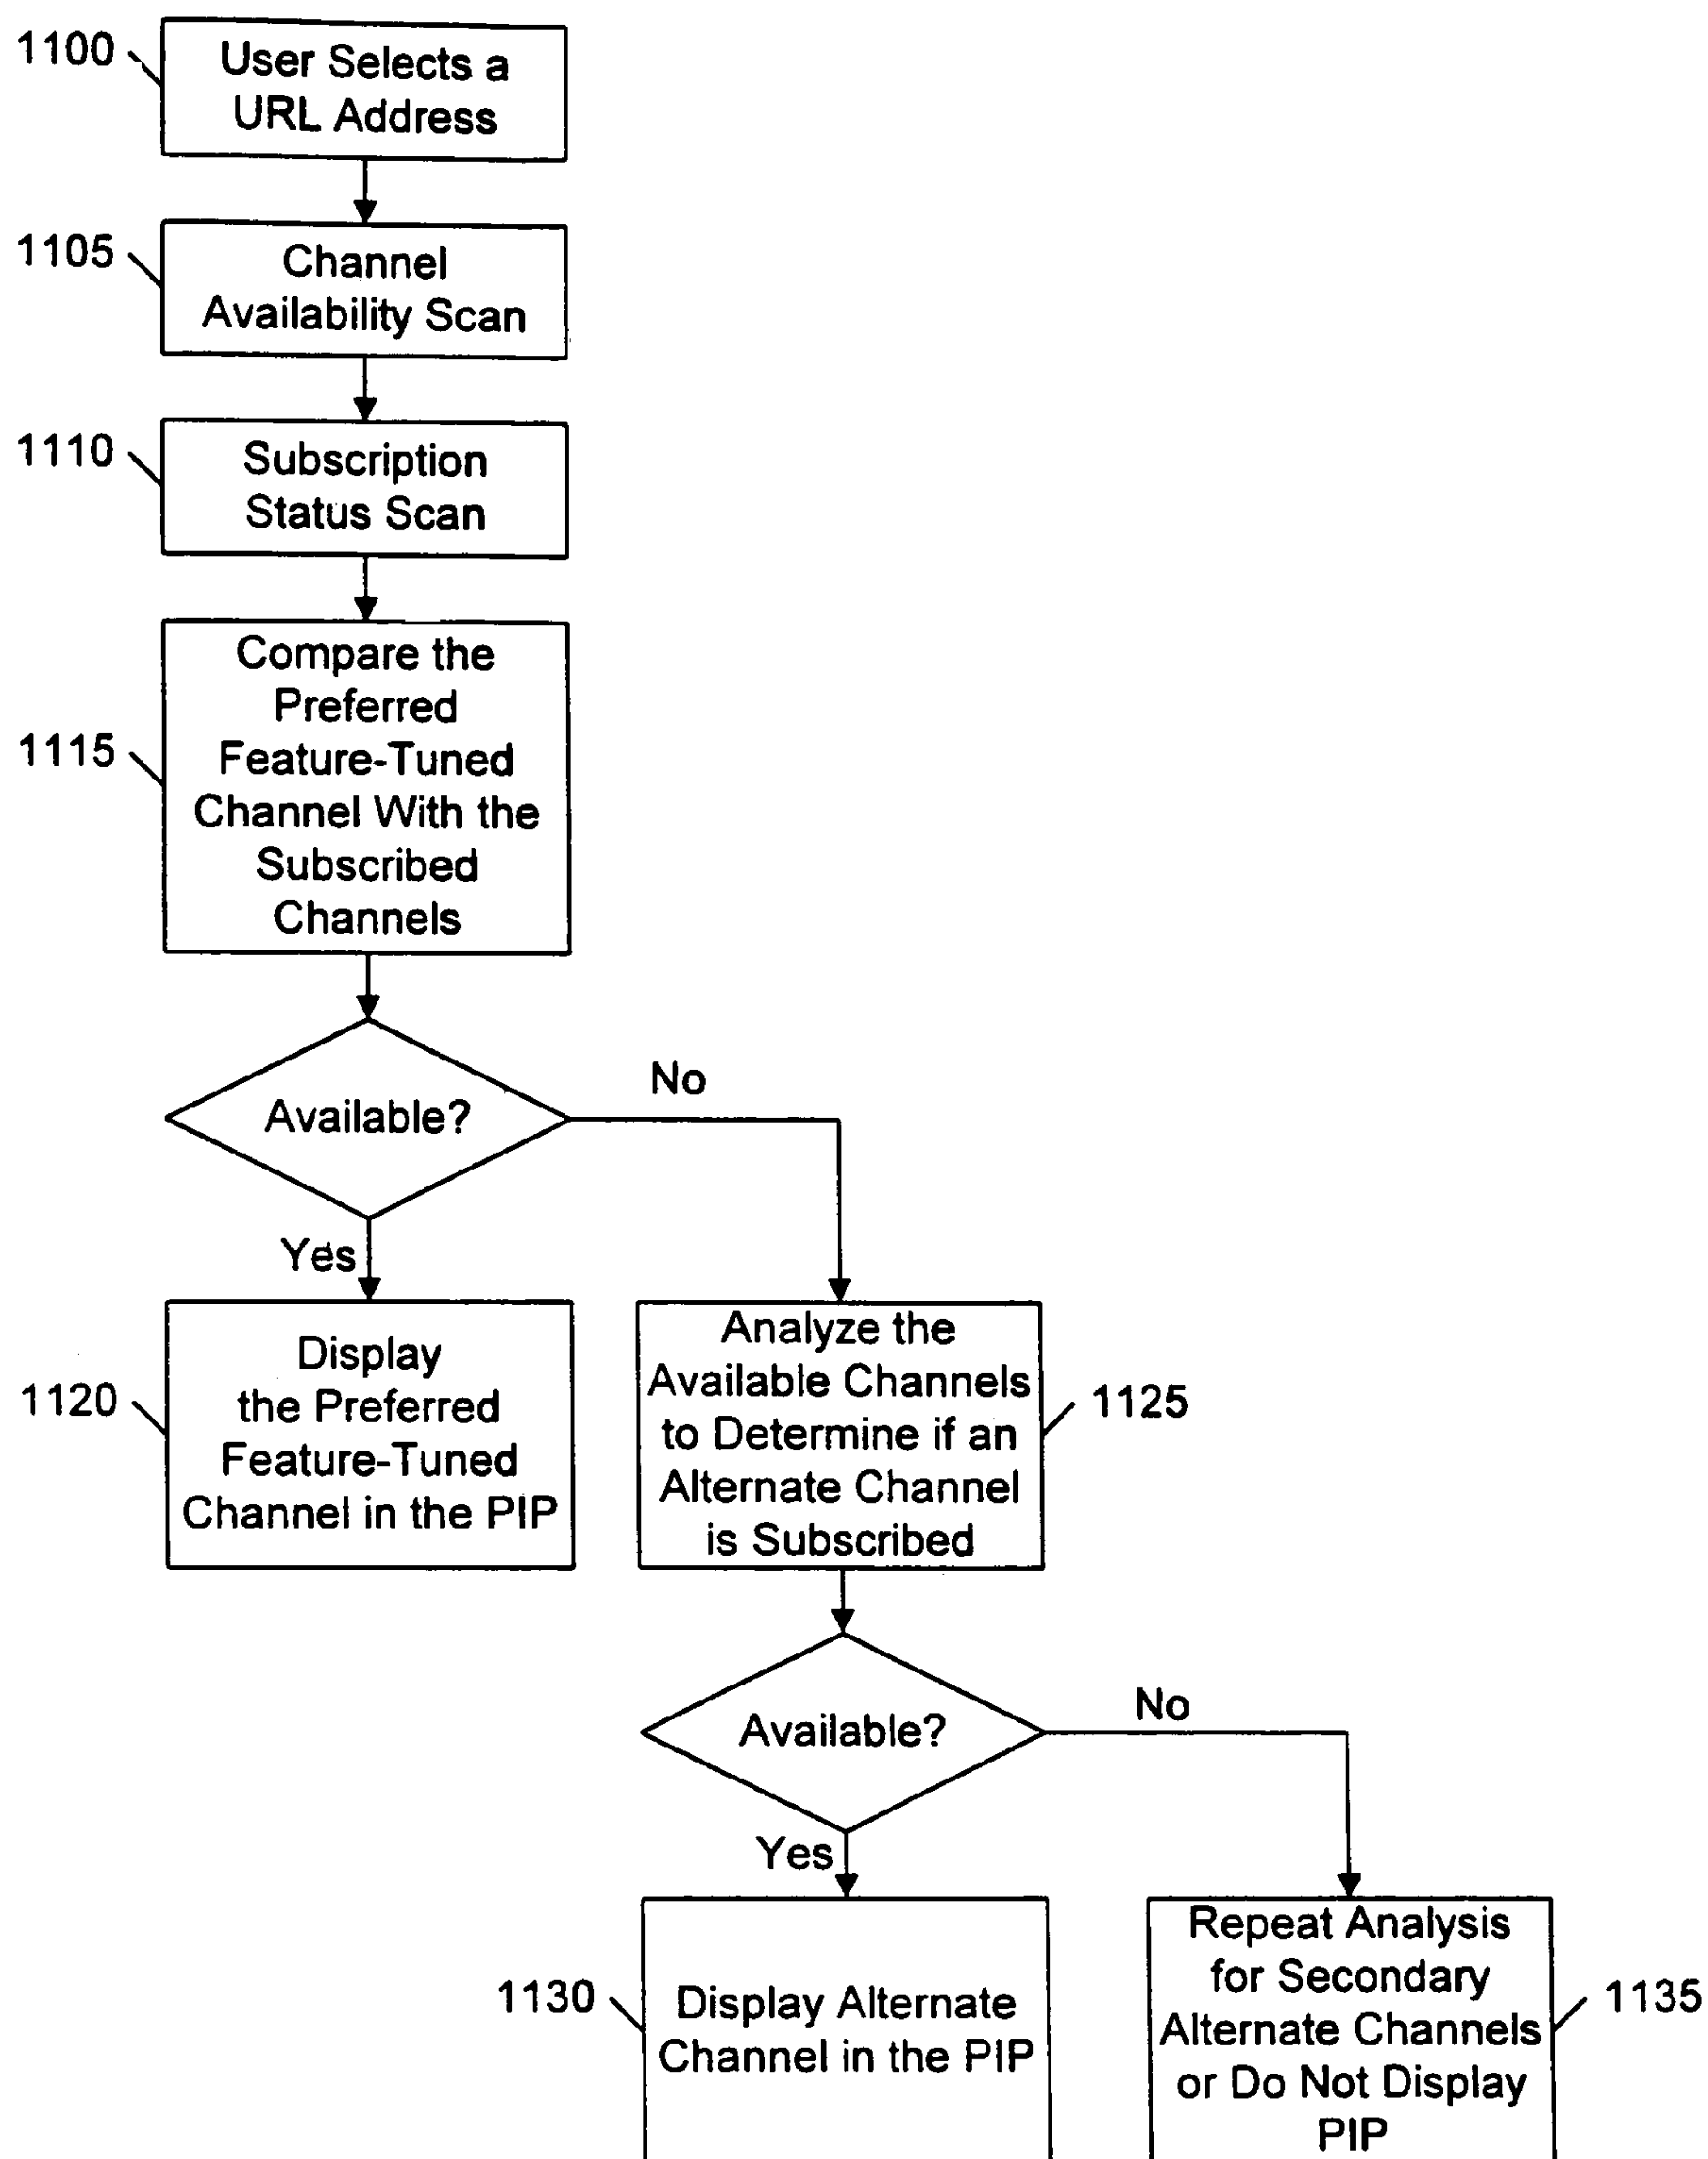 1100
User Selects a
URL Address
1105
Channel
Availability Scan
1110
Subscription
Status Scan
1115
Compare the
Preferred
Feature-Tuned
Channel With the
Subscribed
Channels
Available?
No
Yes
1120
Display
the Preferred
Feature-Tuned
Channel in the PIP
Analyze the
Available Channels
to Determine if an
Alternate Channel
is Subscribed
1125
Available?
No
Yes
1130
Display Alternate
Channel in the PIP
Repeat Analysis
for Secondary
Alternate Channels
or Do Not Display
PIP
1135